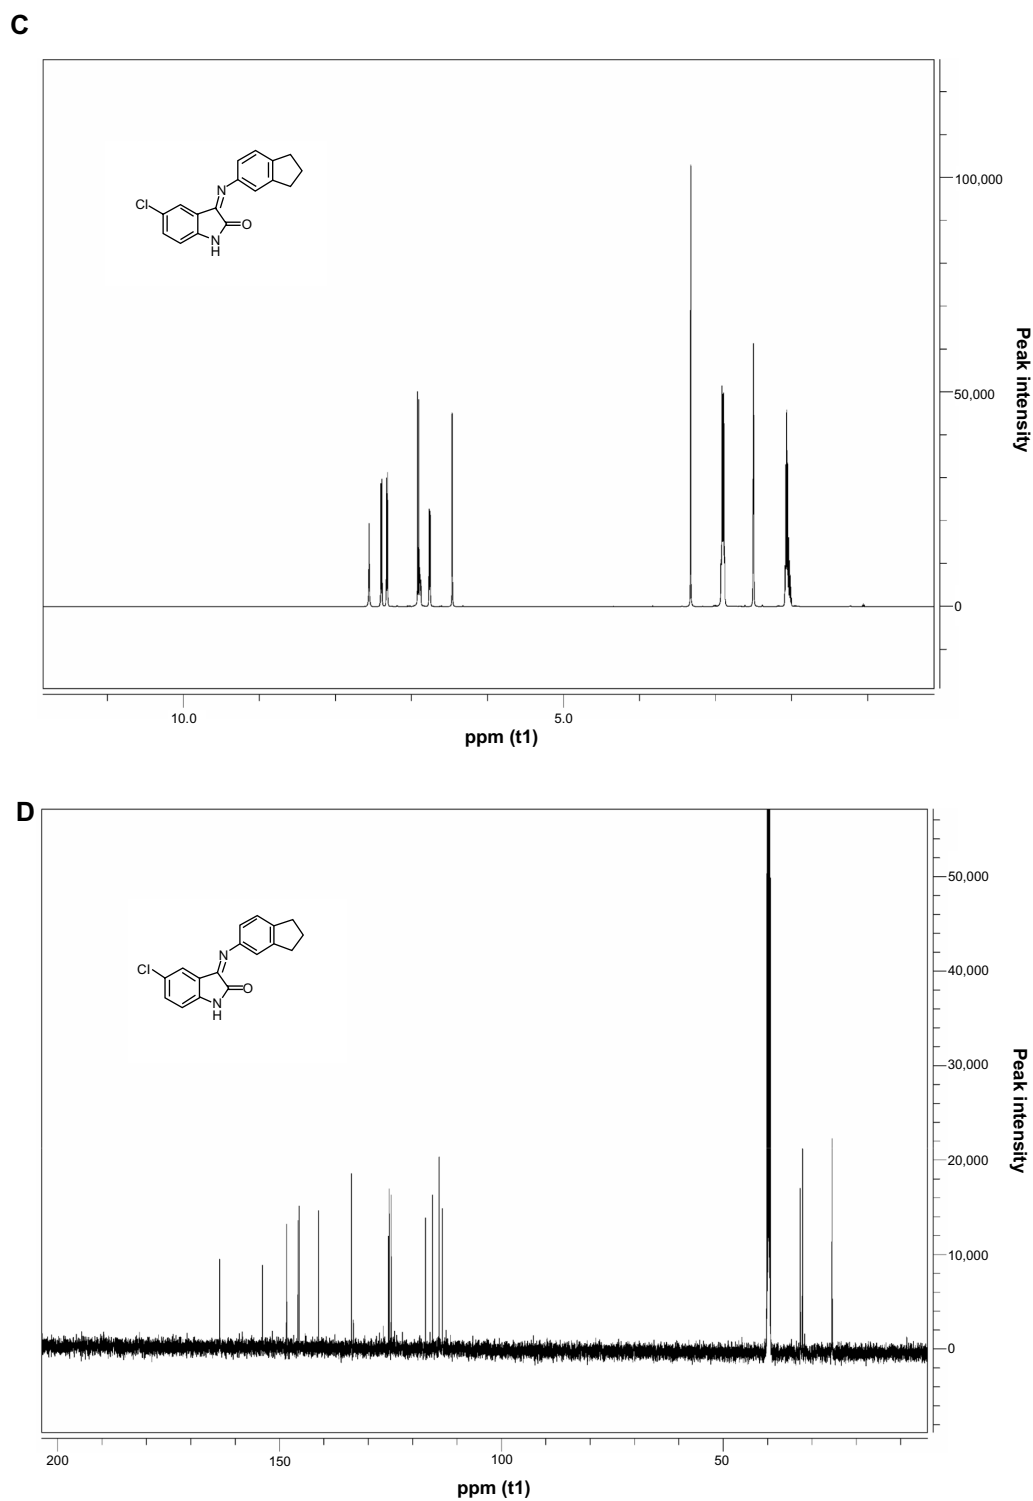 C
Cl
N
O
N
H
100,000
50,000
0
Peak intensity
10.0 5.0
ppm (t1)
D
Cl
N
O
N
H
50,000
40,000
30,000
20,000
10,000
0
Peak intensity
200 150 100 50
ppm (t1)